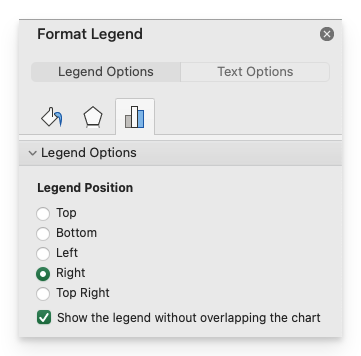 Format Legend
Legend Options Text Options
Legend Options
Legend Position
Top
Bottom
Left
Right
Top Right
Show the legend without overlapping the chart